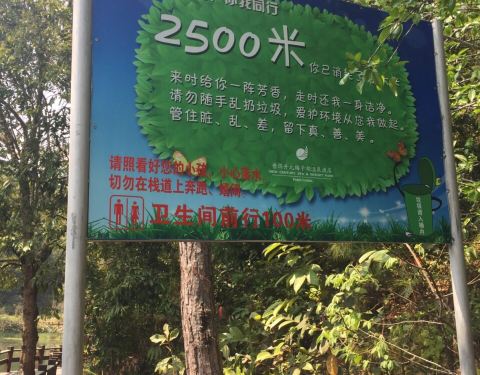 你我同行
2500米
来时给你一阵芳香，走时还我一身洁净。
请勿随手乱扔垃圾，爱护环境从您做起。
管住脏、乱、差，留下真、善、美。
请照看好您的小孩，小心落水
切勿在栈道上奔跑、嬉闹
卫生间前行100米